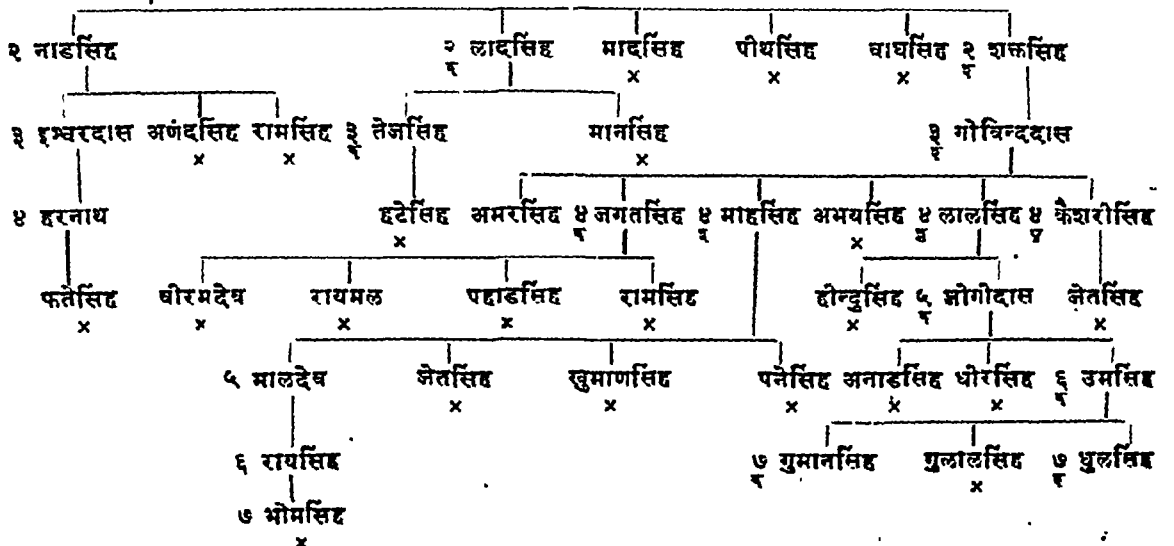 २ नाडसिंह २ लादसिंह मादसिंह पीथसिंह वाघसिंह २ शक्तसिंह
× × ×
३ इश्वरदास अणंदसिंह रामसिंह ३ तेजसिंह मानसिंह ३ गोविन्ददास
× × ×
४ हरनाथ हटेसिंह अमरसिंह ४ जगतसिंह ४ माहसिंह अभयसिंह ४ लालसिंह ४ कैशरीसिंह
× ×
फतेसिंह वीरमदेव रायमल पहाडसिंह रामसिंह हीन्दुसिंह ५ जोगीदास जेतसिंह
× × × × × × ×
५ मालदेव जेतसिंह खुमाणसिंह पनेसिंह अनाडसिंह धीरसिंह ६ उमसिंह
× × × × ×
६ रायसिंह ७ गुमानसिंह गुलालसिंह ७ धुलसिंह
×
७ भोमसिंह
×